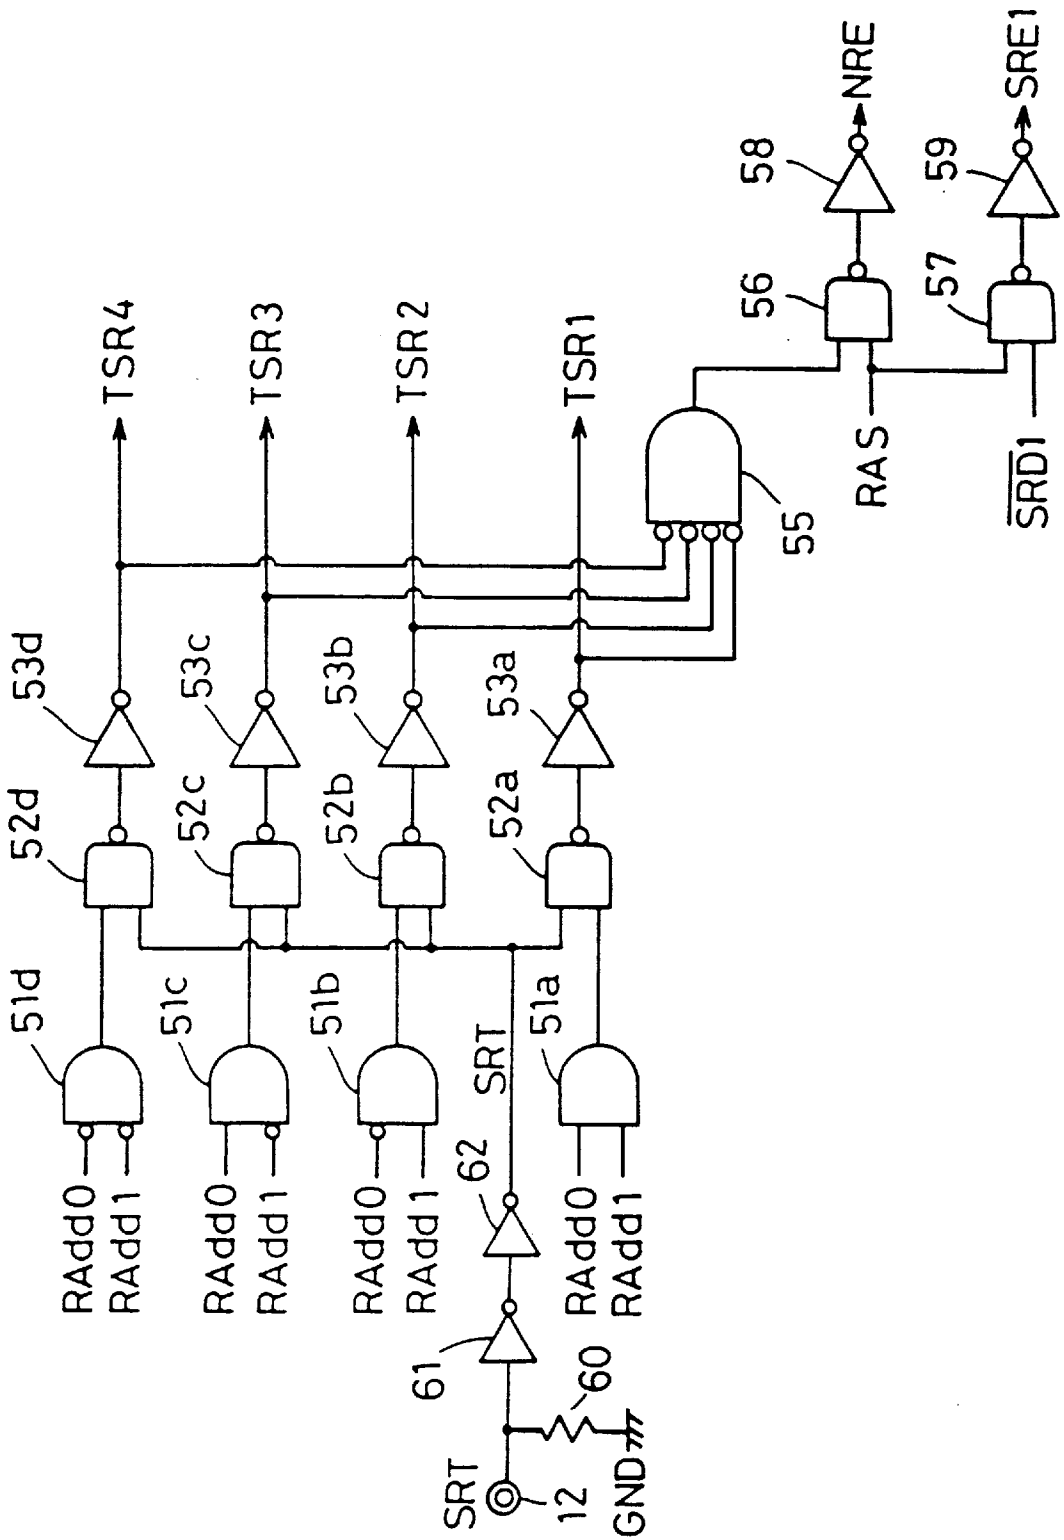 TSR4
TSR3
TSR2
TSR1
NRE
SRE1
53d
53c
53b
53a
52d
52c
52b
52a
51d
51c
51b
51a
58
59
56
57
55
RAS
SRD1
SRT
62
61
60
RAdd0
RAdd1
RAdd0
RAdd1
RAdd0
RAdd1
RAdd0
RAdd1
SRT
12
GND